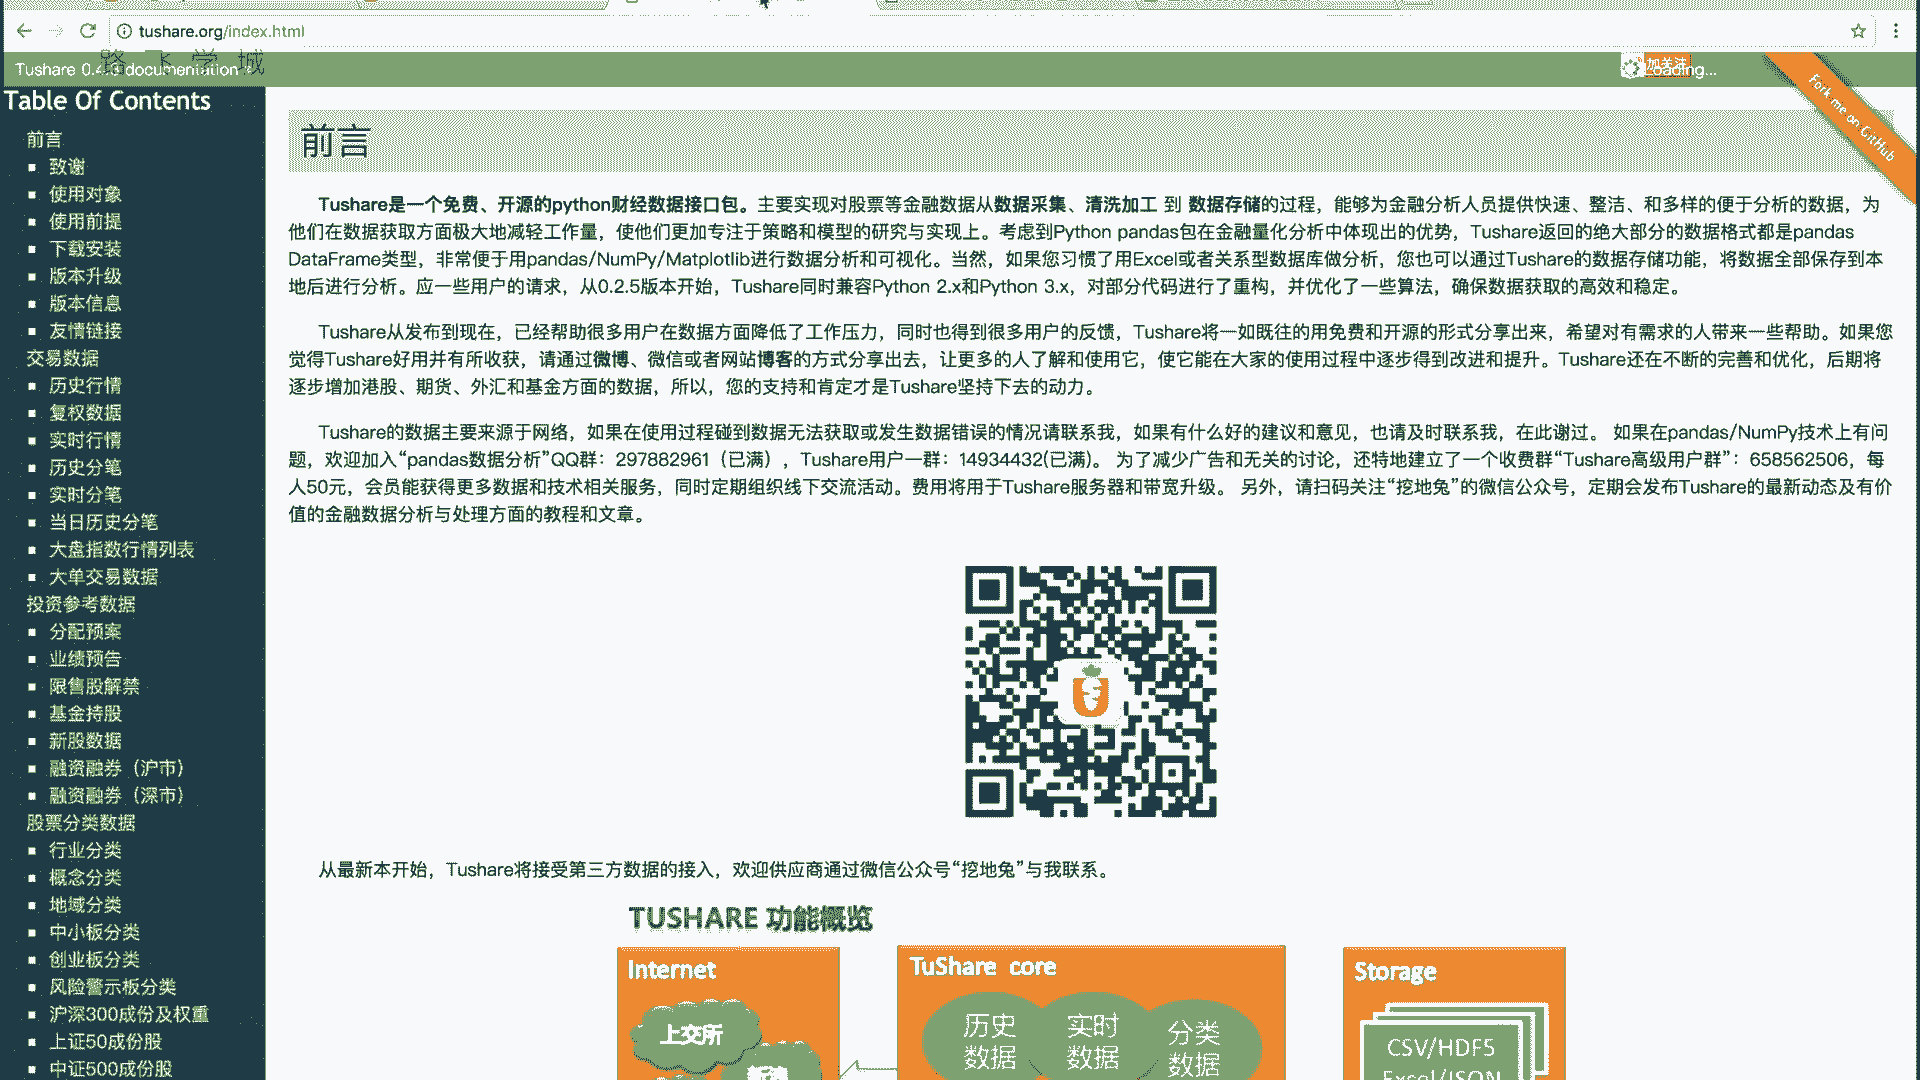 tushare.org/index.html
路飞学城
Tushare documentation
加关注
Loading...
Fork me on GitHub
Table Of Contents
前言
致谢
使用对象
使用前提
下载安装
版本升级
版本信息
友情链接
交易数据
历史行情
复权数据
实时行情
历史分笔
实时分笔
当日历史分笔
大盘指数行情列表
大单交易数据
投资参考数据
分配预案
业绩预告
限售股解禁
基金持股
新股数据
融资融券（沪市）
融资融券（深市）
股票分类数据
行业分类
概念分类
地域分类
中小板分类
创业板分类
风险警示板分类
沪深300成份及权重
上证50成份股
中证500成份股
前言
Tushare是一个免费、开源的python财经数据接口包。主要实现对股票等金融数据从数据采集、清洗加工 到 数据存储的过程，能够为金融分析人员提供快速、整洁、和多样的便于分析的数据，为
他们在数据获取方面极大地减轻工作量，使他们更加专注于策略和模型的研究与实现上。考虑到Python pandas包在金融量化分析中体现出的优势，Tushare返回的绝大部分的数据格式都是pandas
DataFrame类型，非常便于用pandas/NumPy/Matplotlib进行数据分析和可视化。当然，如果您习惯了用Excel或者关系型数据库做分析，您也可以通过Tushare的数据存储功能，将数据全部保存到本
地后进行分析。应一些用户的请求，从0.2.5版本开始，Tushare同时兼容Python 2.x和Python 3.x，对部分代码进行了重构，并优化了一些算法，确保数据获取的高效和稳定。
Tushare从发布到现在，已经帮助很多用户在数据方面降低了工作压力，同时也得到很多用户的反馈，Tushare将一如既往的用免费和开源的形式分享出来，希望对有需求的人带来一些帮助。如果您
觉得Tushare好用并有所收获，请通过微博、微信或者网站博客的方式分享出去，让更多的人了解和使用它，使它能在大家的使用过程中逐步得到改进和提升。Tushare还在不断的完善和优化，后期将
逐步增加港股、期货、外汇和基金方面的数据，所以，您的支持和肯定才是Tushare坚持下去的动力。
Tushare的数据主要来源于网络，如果在使用过程碰到数据无法获取或发生数据错误的情况请联系我，如果有什么好的建议和意见，也请及时联系我，在此谢过。 如果在pandas/NumPy技术上有问
题，欢迎加入“pandas数据分析”QQ群：297882961（已满），Tushare用户一群：14934432(已满)。 为了减少广告和无关的讨论，还特地建立了一个收费群“Tushare高级用户群”：658562506，每
人50元，会员能获得更多数据和技术相关服务，同时定期组织线下交流活动。费用将用于Tushare服务器和带宽升级。 另外，请扫码关注“挖地兔”的微信公众号，定期会发布Tushare的最新动态及有价
值的金融数据分析与处理方面的教程和文章。
从最新本开始，Tushare将接受第三方数据的接入，欢迎供应商通过微信公众号“挖地兔”与我联系。
TUSHARE 功能概览
Internet
上交所
TuShare core
历史
数据
实时
数据
分类
数据
Storage
CSV/HDF5
Excel/JSON